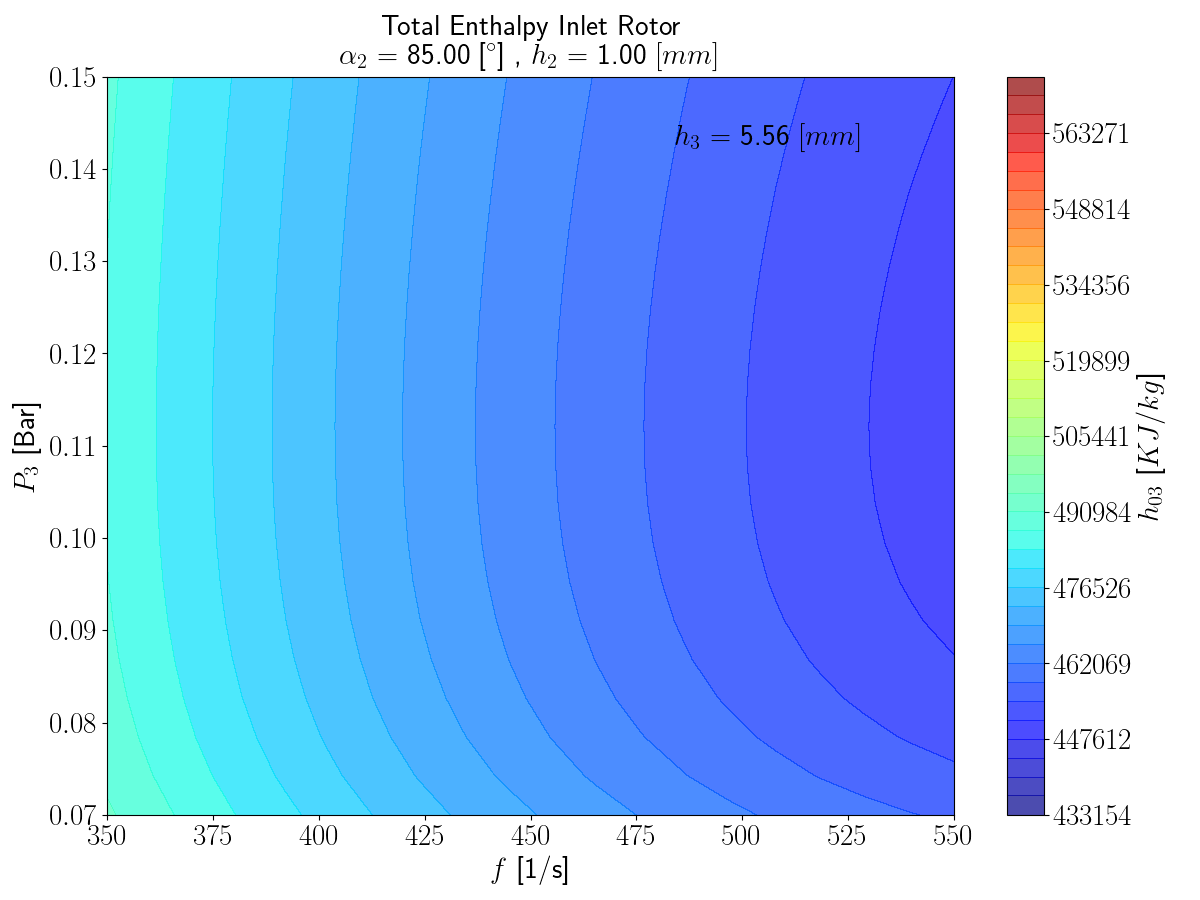 Total Enthalpy Inlet Rotor
α₂ = 85.00 [°] , h₂ = 1.00 [mm]
h₃ = 5.56 [mm]
0.15
0.14
0.13
0.12
0.11
0.10
0.09
0.08
0.07
P₃ [Bar]
350 375 400 425 450 475 500 525 550
f [1/s]
563271
548814
534356
519899
505441
490984
476526
462069
447612
433154
h₀₃ [KJ/kg]